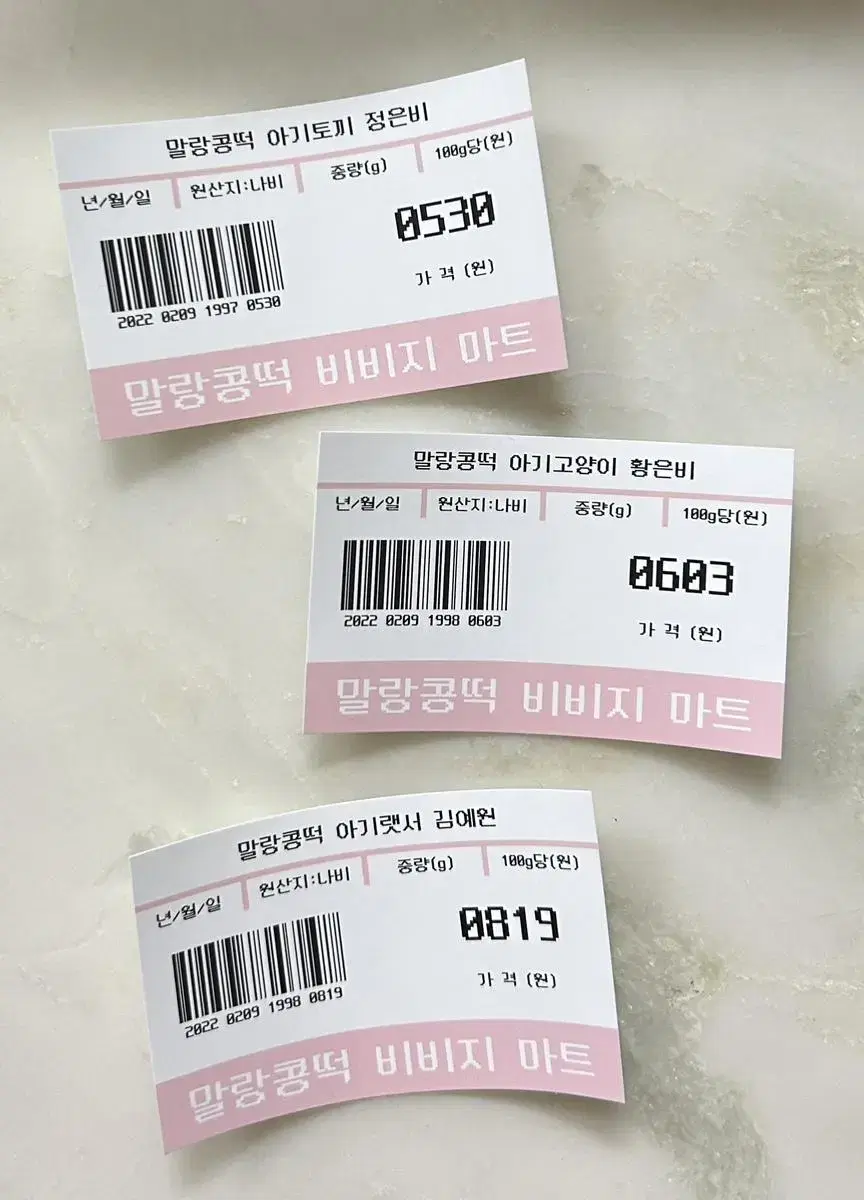 말랑콩떡 아기토끼 정은비
년/월/일 원산지:나비 중량(g) 100g당(원)
0530
가 격 (원)
2022 0209 1997 0530
말랑콩떡 비비지 마트
말랑콩떡 아기고양이 황은비
년/월/일 원산지:나비 중량(g) 100g당(원)
0603
가 격 (원)
2022 0209 1998 0603
말랑콩떡 비비지 마트
말랑콩떡 아기랫서 김예원
년/월/일 원산지:나비 중량(g) 100g당(원)
0819
가 격 (원)
2022 0209 1998 0819
말랑콩떡 비비지 마트